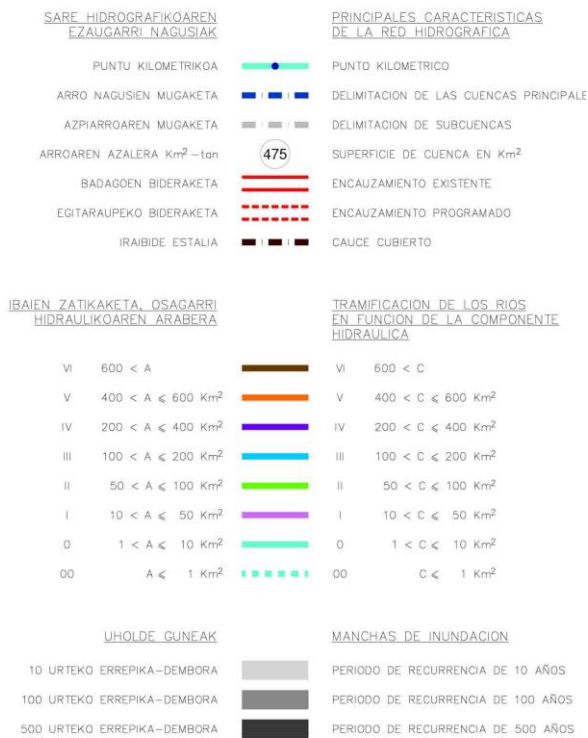 SARE HIDROGRAFIKOAREN
EZAUGARRI NAGUSIAK
PRINCIPALES CARACTERISTICAS
DE LA RED HIDROGRAFICA
PUNTU KILOMETRIKOA PUNTO KILOMETRICO
ARRO NAGUSIEN MUGAKETA DELIMITACION DE LAS CUENCAS PRINCIPALE
AZPIARROAREN MUGAKETA DELIMITACION DE SUBCUENCAS
ARROAREN AZALERA Km²-tan 475 SUPERFICIE DE CUENCA EN Km²
BADAGOEN BIDERAKETA ENCAUZAMIENTO EXISTENTE
EGITARAUPEKO BIDERAKETA ENCAUZAMIENTO PROGRAMADO
IRAIBIDE ESTALIA CAUCE CUBIERTO
IBAIEN ZATIKAKETA, OSAGARRI
HIDRAULIKOAREN ARABERA
TRAMIFICACION DE LOS RIOS
EN FUNCION DE LA COMPONENTE
HIDRAULICA
VI 600 < A VI 600 < C
V 400 < A ⩽ 600 Km² V 400 < C ⩽ 600 Km²
IV 200 < A ⩽ 400 Km² IV 200 < C ⩽ 400 Km²
III 100 < A ⩽ 200 Km² III 100 < C ⩽ 200 Km²
II 50 < A ⩽ 100 Km² II 50 < C ⩽ 100 Km²
I 10 < A ⩽ 50 Km² I 10 < C ⩽ 50 Km²
0 1 < A ⩽ 10 Km² 0 1 < C ⩽ 10 Km²
00 A ⩽ 1 Km² 00 C ⩽ 1 Km²
UHOLDE GUNEAK MANCHAS DE INUNDACION
10 URTEKO ERREPIKA-DEMBORA PERIODO DE RECURRENCIA DE 10 AÑOS
100 URTEKO ERREPIKA-DEMBORA PERIODO DE RECURRENCIA DE 100 AÑOS
500 URTEKO ERREPIKA-DEMBORA PERIODO DE RECURRENCIA DE 500 AÑOS